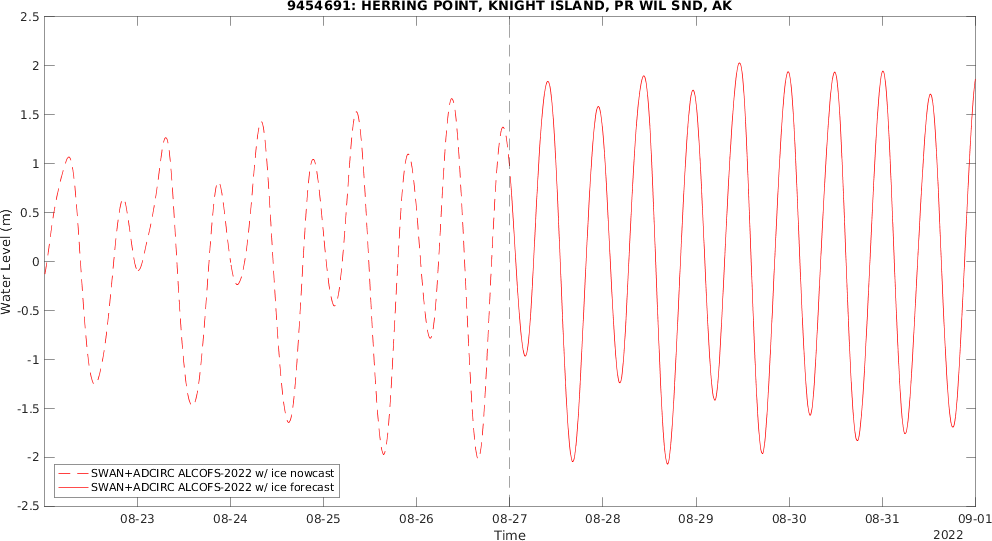 9454691: HERRING POINT, KNIGHT ISLAND, PR WIL SND, AK
2.5
2
1.5
1
0.5
0
-0.5
-1
-1.5
-2
-2.5
Water Level (m)
SWAN+ADCIRC ALCOFS-2022 w/ ice nowcast
SWAN+ADCIRC ALCOFS-2022 w/ ice forecast
08-23 08-24 08-25 08-26 08-27 08-28 08-29 08-30 08-31 09-01
Time
2022